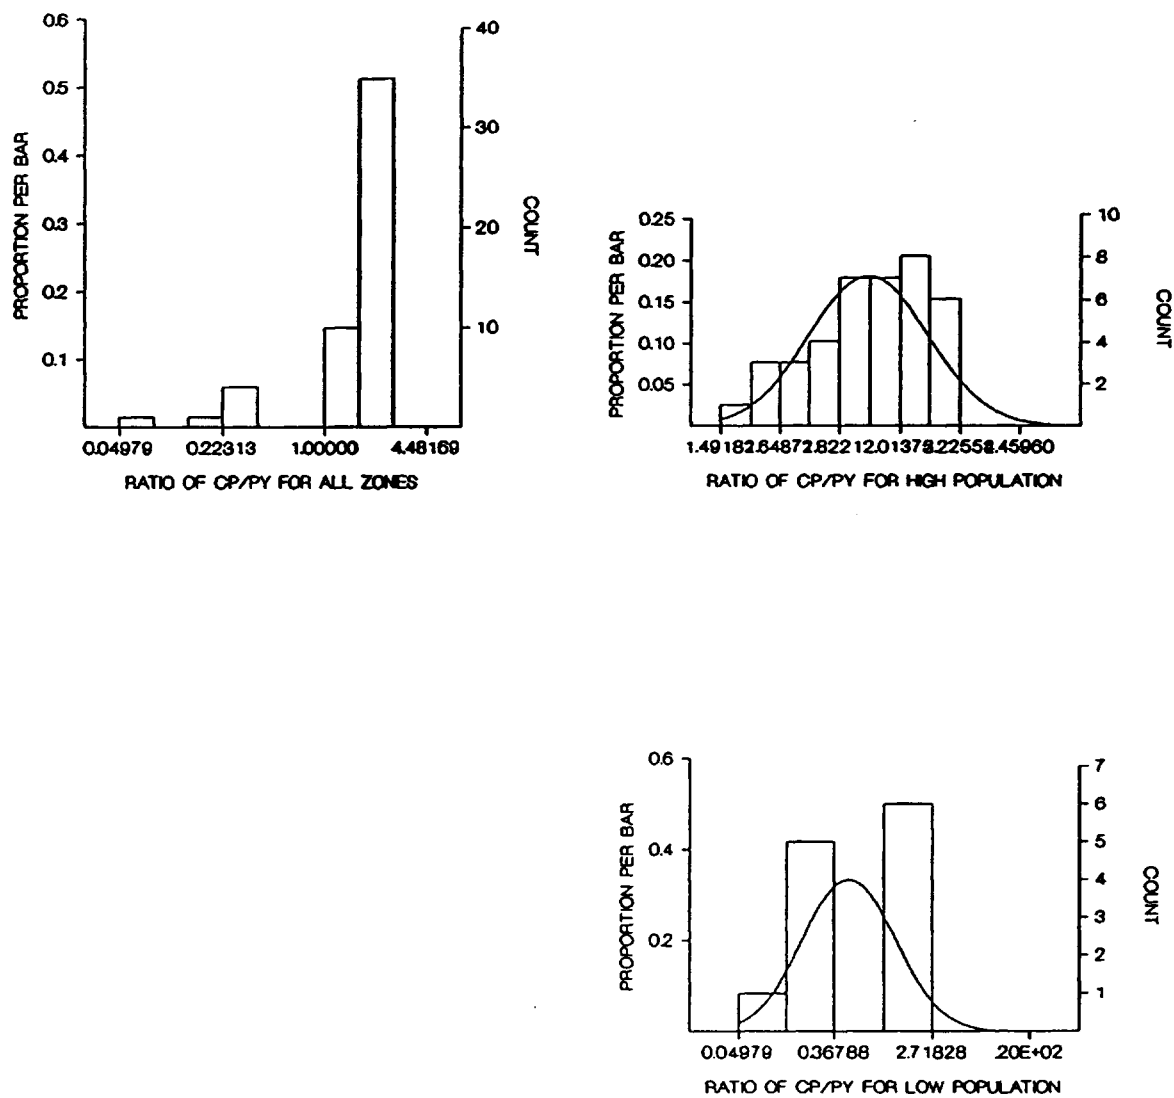 0.6
0.5
0.4
0.3
0.2
0.1
PROPORTION PER BAR
40
30
20
10
COUNT
0.04979 0.22313 1.00000 4.48169
RATIO OF CP/PY FOR ALL ZONES
0.25
0.20
0.15
0.10
0.05
PROPORTION PER BAR
10
8
6
4
2
COUNT
RATIO OF CP/PY FOR HIGH POPULATION
0.6
0.4
0.2
PROPORTION PER BAR
7
6
5
4
3
2
1
COUNT
0.04979 0.36788 2.71828 .20E+02
RATIO OF CP/PY FOR LOW POPULATION